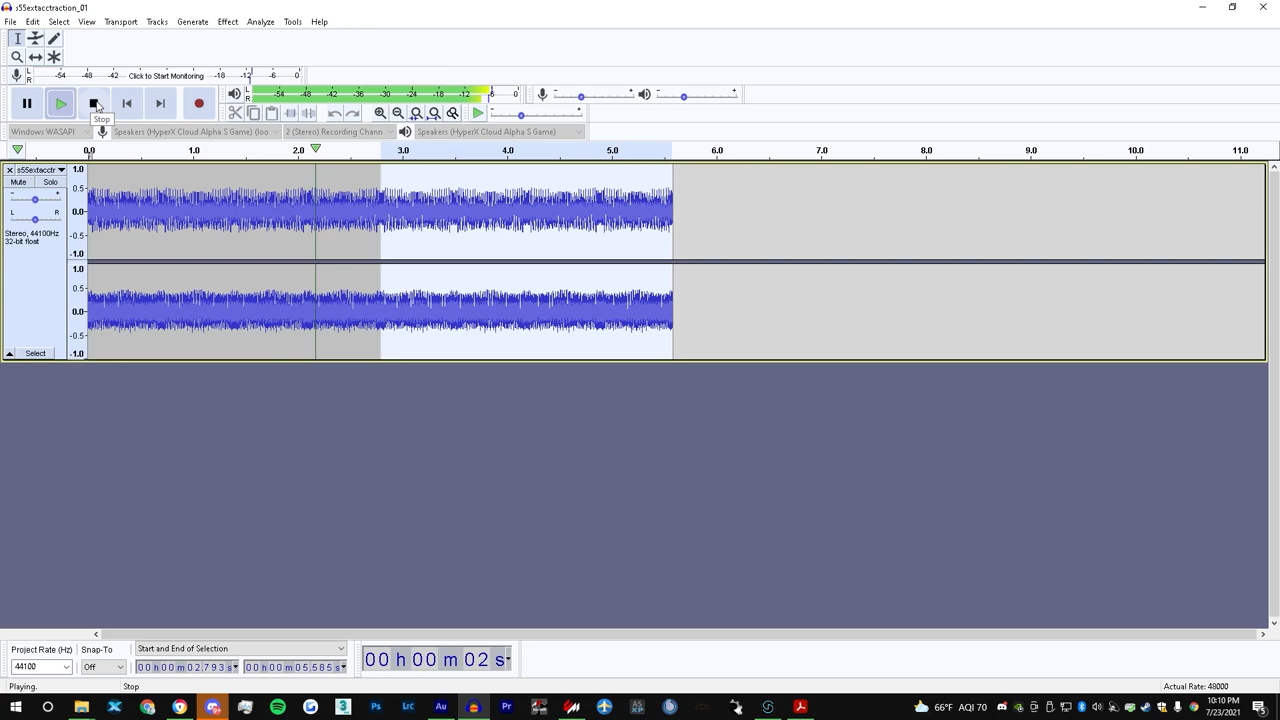 s55extacctraction_01
File Edit Select View Transport Tracks Generate Effect Analyze Tools Help
L R -54 -48 -42 Click to Start Monitoring -18 -12 -6 0
L R -54 -48 -42 -36 -30 -24 -18 -12 -6 0
Stop
Windows WASAPI Speakers (HyperX Cloud Alpha S Game) (loo 2 (Stereo) Recording Chann Speakers (HyperX Cloud Alpha S Game)
0.0 1.0 2.0 3.0 4.0 5.0 6.0 7.0 8.0 9.0 10.0 11.0
s55extacctr
Mute Solo
- +
L R
Stereo, 44100Hz
32-bit float
1.0
0.5
0.0
-0.5
-1.0
1.0
0.5
0.0
-0.5
-1.0
Select
Project Rate (Hz) Snap-To Start and End of Selection
44100 Off 00 h 00 m 02.793 s 00 h 00 m 05.585 s
00 h 00 m 02 s
Playing. Stop Actual Rate: 48000
Ps Lrc Au Pr 66°F AQI 70 10:10 PM
7/23/2021